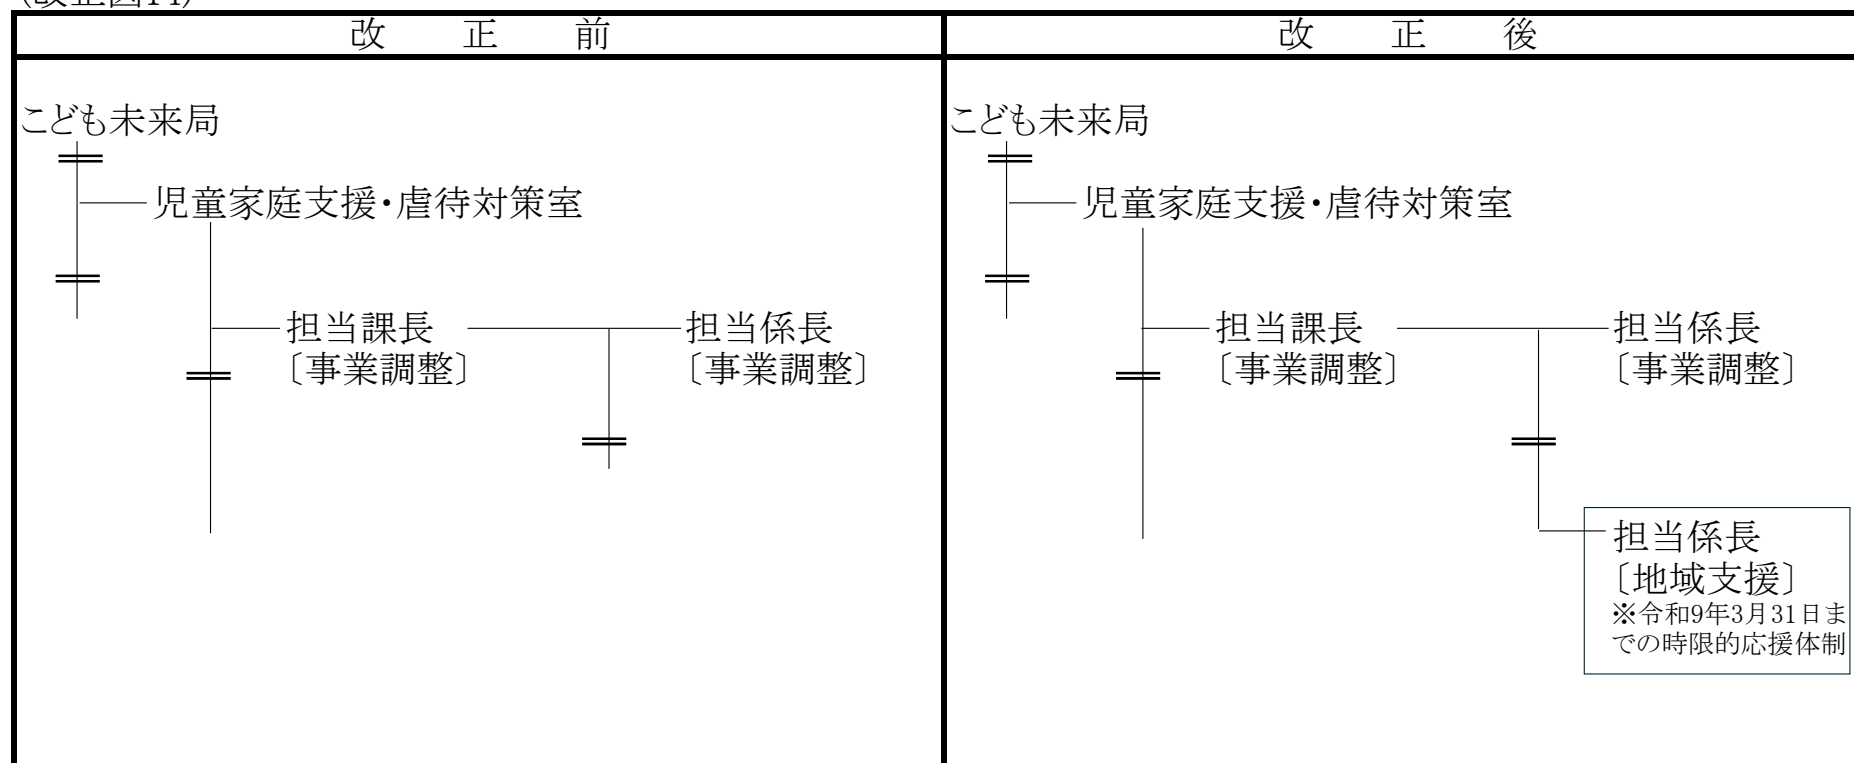 (改正図14)
改　正　前
こども未来局
児童家庭支援・虐待対策室
担当課長
〔事業調整〕
担当係長
〔事業調整〕
改　正　後
こども未来局
児童家庭支援・虐待対策室
担当課長
〔事業調整〕
担当係長
〔事業調整〕
担当係長
〔地域支援〕
※令和9年3月31日ま
での時限的応援体制